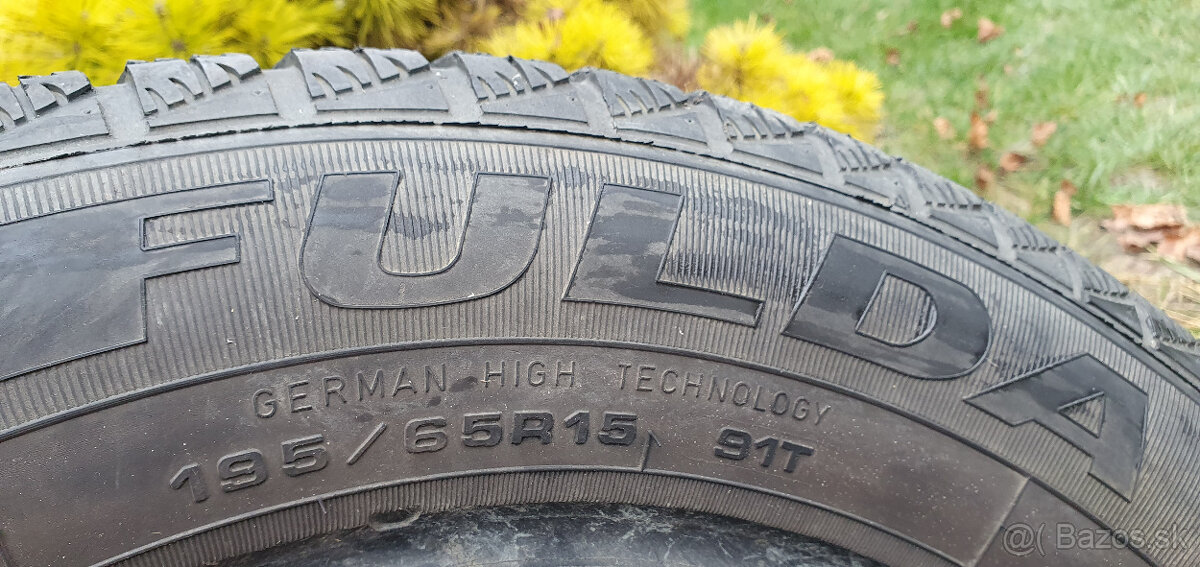 FULDA
GERMAN HIGH TECHNOLOGY
195/65R15 91T
@( Bazos.sk